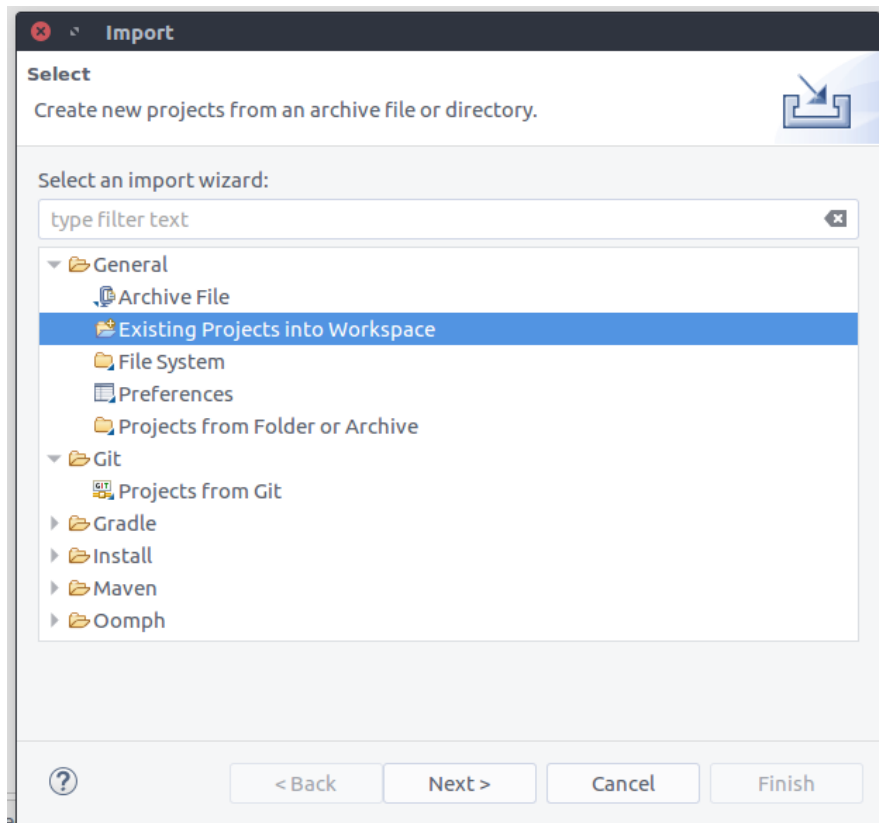 Import
Select
Create new projects from an archive file or directory.
Select an import wizard:
type filter text
General
Archive File
Existing Projects into Workspace
File System
Preferences
Projects from Folder or Archive
Git
GIT
Projects from Git
Gradle
Install
Maven
Oomph
?
< Back
Next >
Cancel
Finish